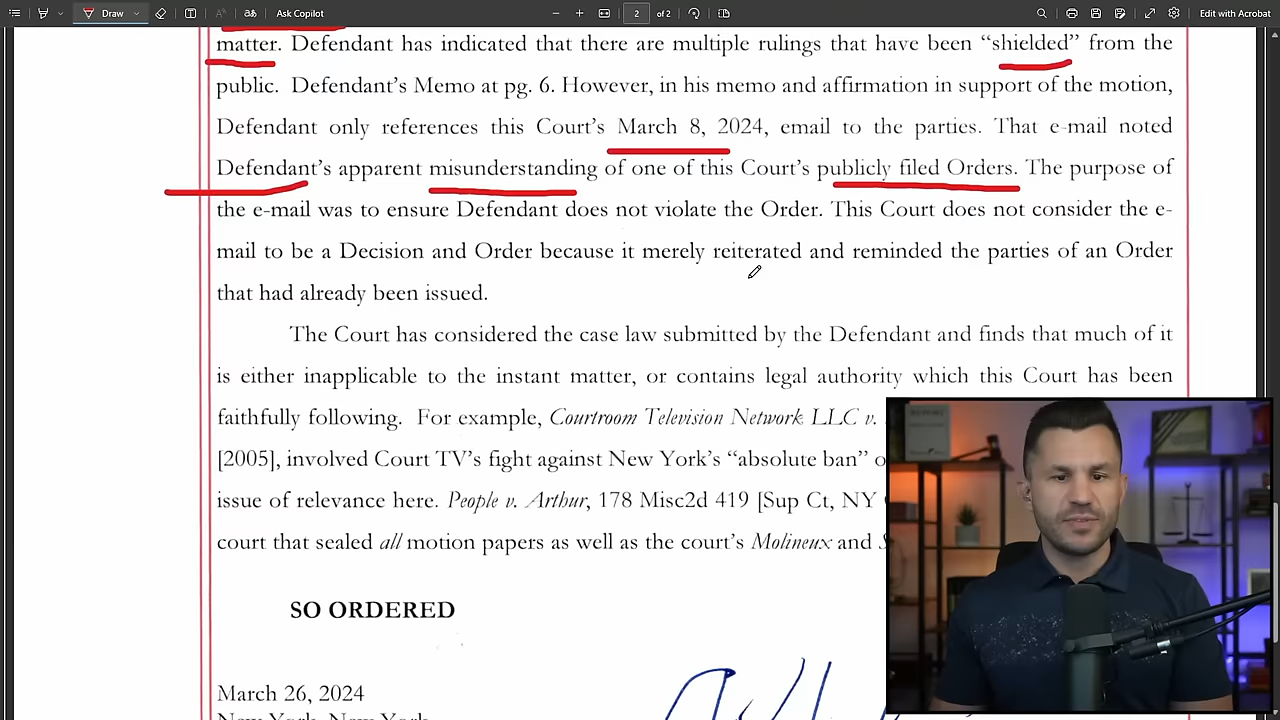 Draw
Ask Copilot
2 of 2
Edit with Acrobat
matter. Defendant has indicated that there are multiple rulings that have been “shielded” from the
public. Defendant’s Memo at pg. 6. However, in his memo and affirmation in support of the motion,
Defendant only references this Court’s March 8, 2024, email to the parties. That e-mail noted
Defendant’s apparent misunderstanding of one of this Court’s publicly filed Orders. The purpose of
the e-mail was to ensure Defendant does not violate the Order. This Court does not consider the e-
mail to be a Decision and Order because it merely reiterated and reminded the parties of an Order
that had already been issued.
The Court has considered the case law submitted by the Defendant and finds that much of it
is either inapplicable to the instant matter, or contains legal authority which this Court has been
faithfully following. For example, Courtroom Television Network LLC v.
[2005], involved Court TV’s fight against New York’s “absolute ban”
issue of relevance here. People v. Arthur, 178 Misc2d 419 [Sup Ct, NY
court that sealed all motion papers as well as the court’s Molineux and
SO ORDERED
March 26, 2024
New York, New York